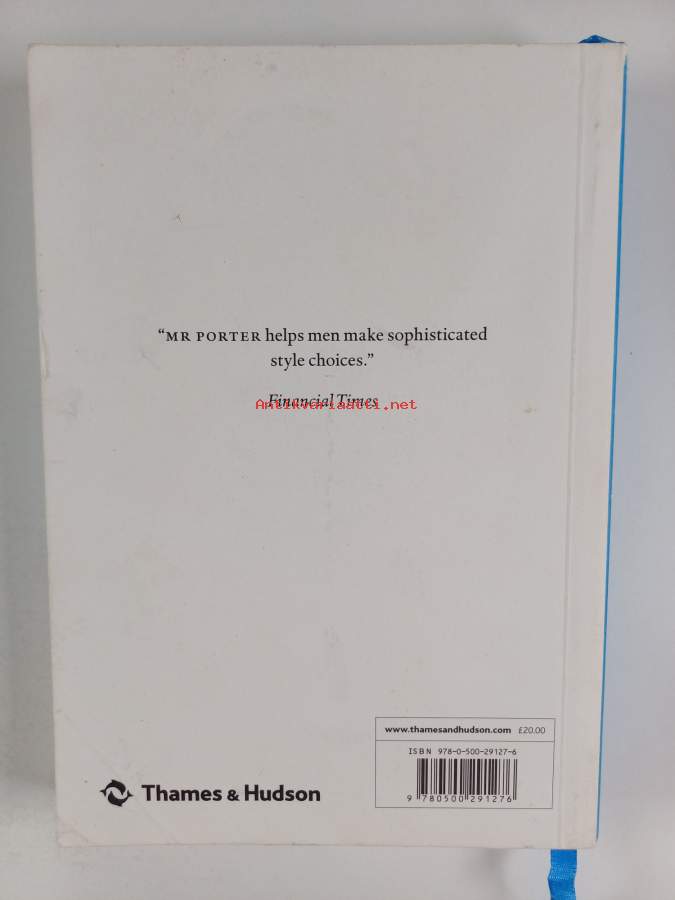 “MR PORTER helps men make sophisticated
style choices.”
Financial Times
Antikvariaatti.net
www.thamesandhudson.com £20.00
ISBN 978-0-500-29127-6
9 780500 291276
Thames & Hudson